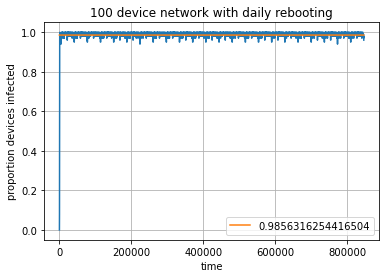 100 device network with daily rebooting
proportion devices infected
1.0
0.8
0.6
0.4
0.2
0.0
0.9856316254416504
0 200000 400000 600000 800000
time